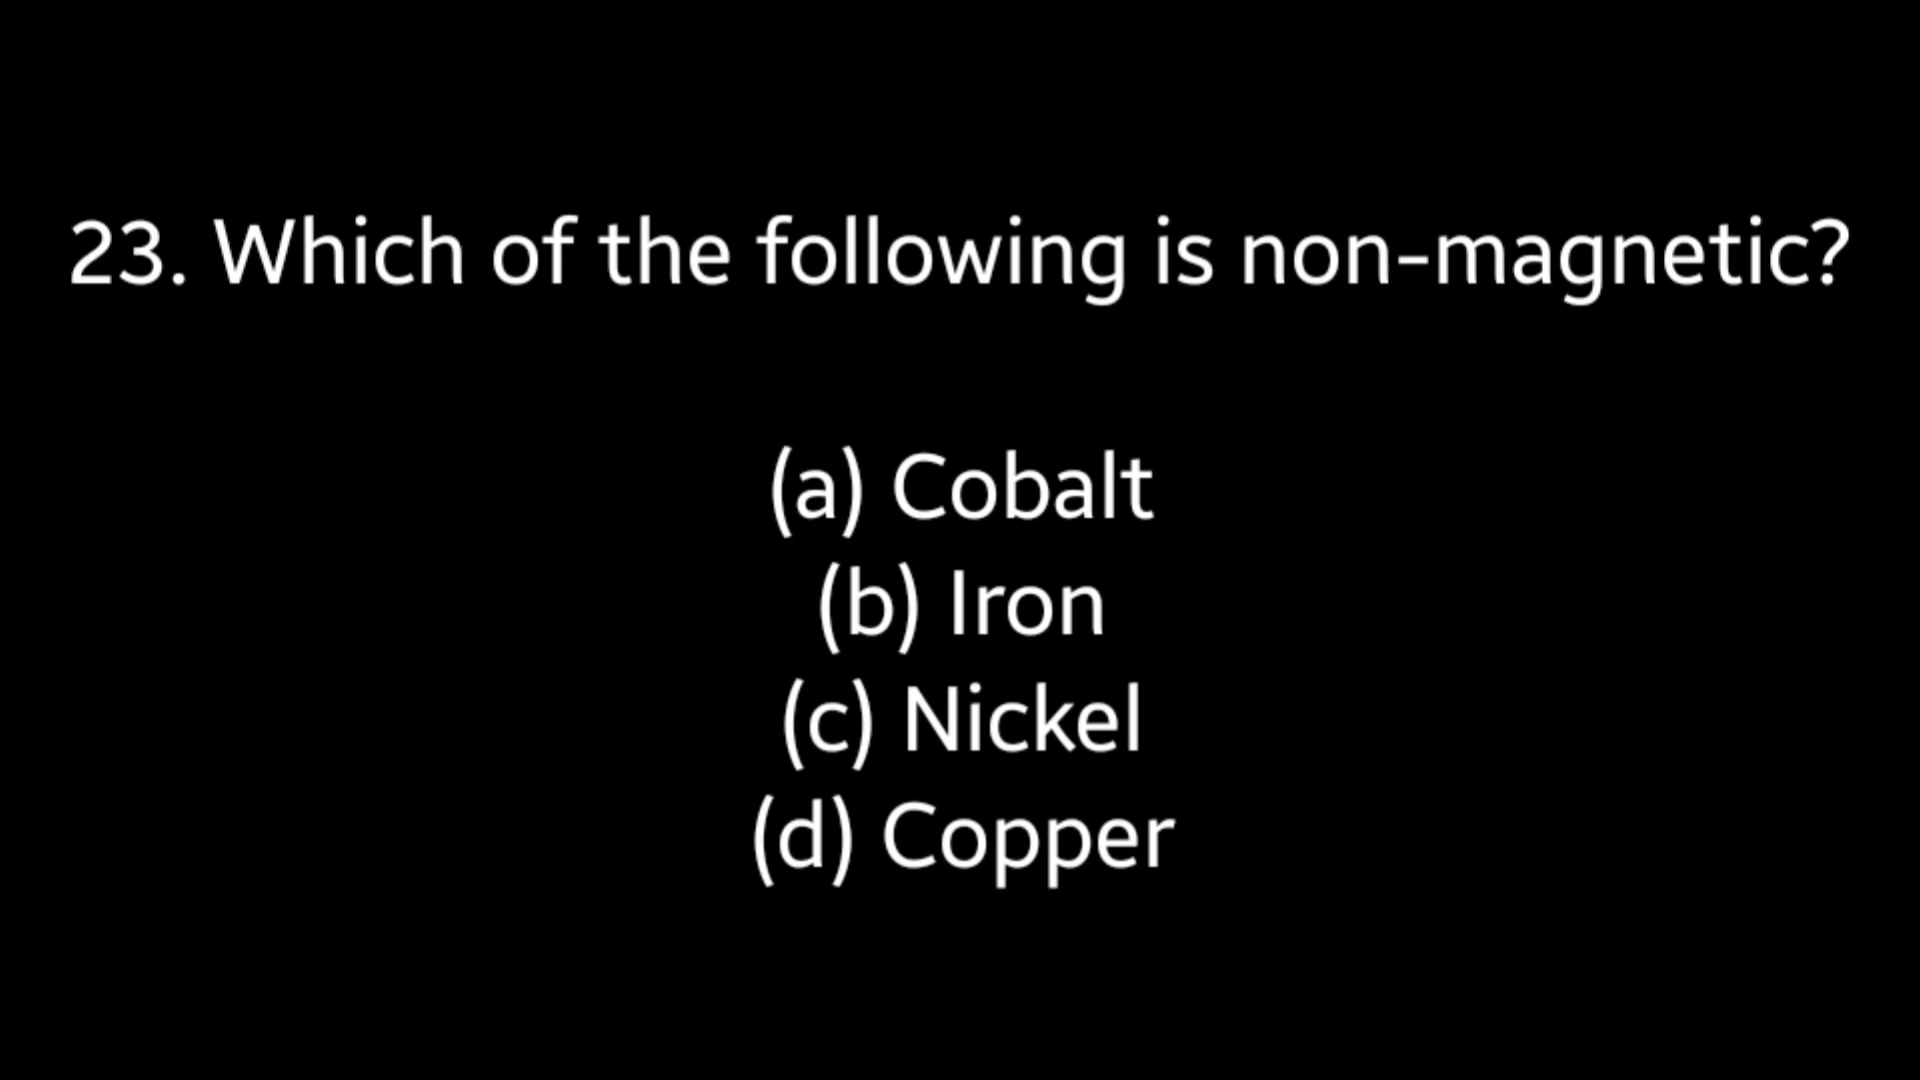 23. Which of the following is non-magnetic?
(a) Cobalt
(b) Iron
(c) Nickel
(d) Copper